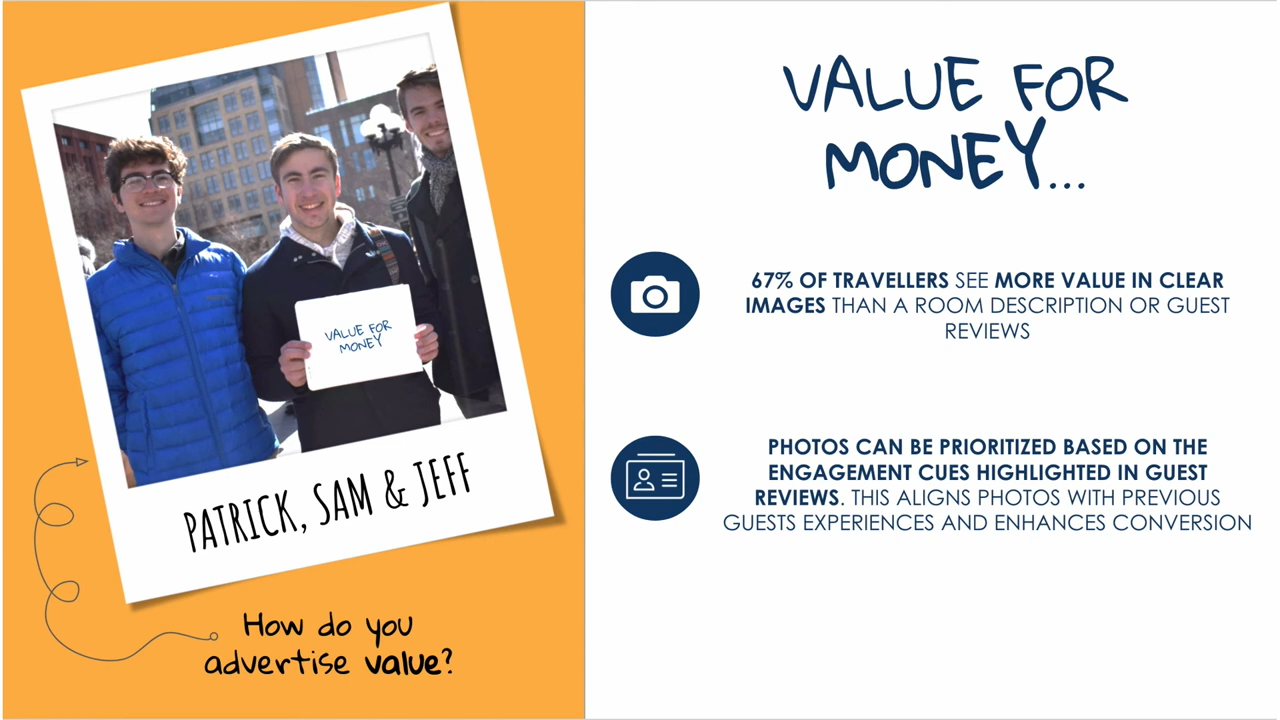 VALUE FOR
MONEY
PATRICK, SAM & JEFF
How do you
advertise value?
VALUE FOR
MONEY...
67% OF TRAVELLERS SEE MORE VALUE IN CLEAR
IMAGES THAN A ROOM DESCRIPTION OR GUEST
REVIEWS
PHOTOS CAN BE PRIORITIZED BASED ON THE
ENGAGEMENT CUES HIGHLIGHTED IN GUEST
REVIEWS. THIS ALIGNS PHOTOS WITH PREVIOUS
GUESTS EXPERIENCES AND ENHANCES CONVERSION